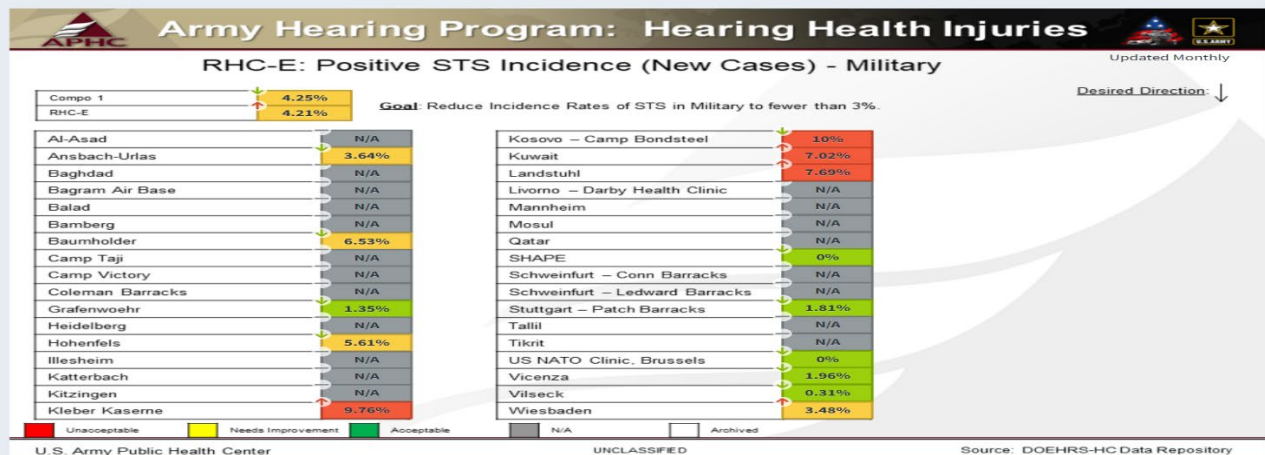 Army Hearing Program: Hearing Health Injuries
APHC
U.S.ARMY
RHC-E: Positive STS Incidence (New Cases) - Military
Updated Monthly
Compo 1 4.25%
RHC-E 4.21%
Goal: Reduce Incidence Rates of STS in Military to fewer than 3%.
Desired Direction: ↓
Al-Asad N/A
Ansbach-Urlas 3.64%
Baghdad N/A
Bagram Air Base N/A
Balad N/A
Bamberg N/A
Baumholder 6.53%
Camp Taji N/A
Camp Victory N/A
Coleman Barracks N/A
Grafenwoehr 1.35%
Heidelberg N/A
Hohenfels 5.61%
Illesheim N/A
Katterbach N/A
Kitzingen N/A
Kleber Kaserne 9.76%
Kosovo – Camp Bondsteel 10%
Kuwait 7.02%
Landstuhl 7.69%
Livorno – Darby Health Clinic N/A
Mannheim N/A
Mosul N/A
Qatar N/A
SHAPE 0%
Schweinfurt – Conn Barracks N/A
Schweinfurt – Ledward Barracks N/A
Stuttgart – Patch Barracks 1.81%
Tallil N/A
Tikrit N/A
US NATO Clinic, Brussels 0%
Vicenza 1.96%
Vilseck 0.31%
Wiesbaden 3.48%
Unacceptable Needs Improvement Acceptable N/A Archived
U.S. Army Public Health Center UNCLASSIFIED Source: DOEHRS-HC Data Repository